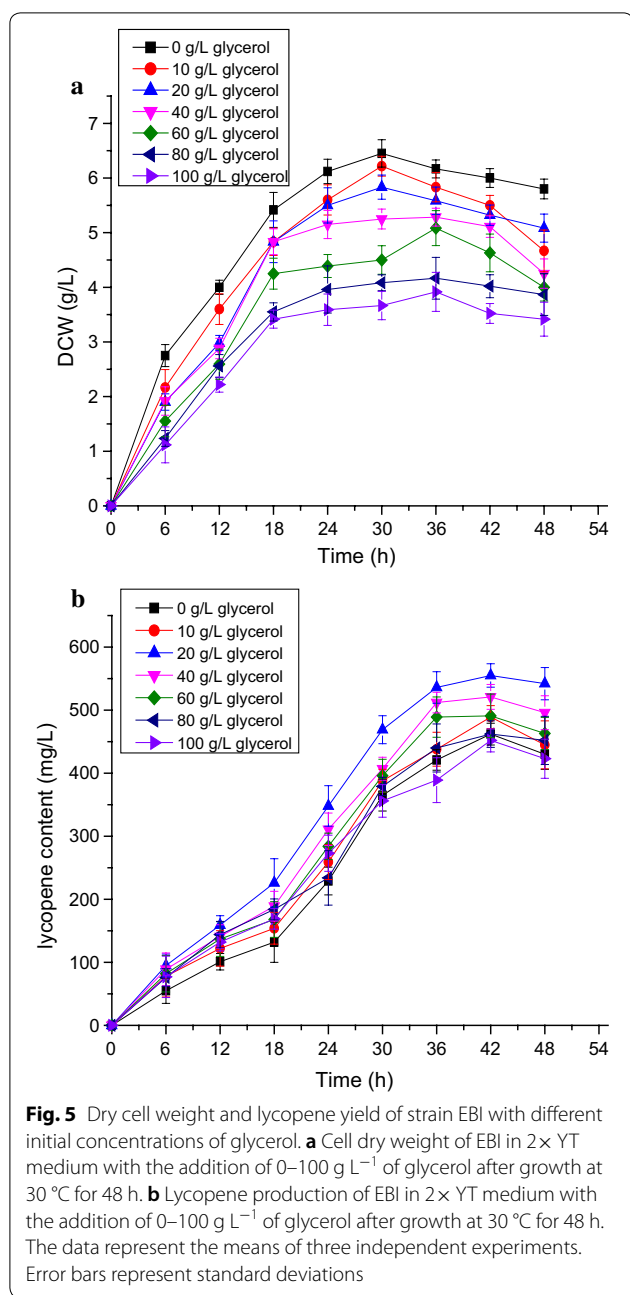 a
0 g/L glycerol
10 g/L glycerol
20 g/L glycerol
40 g/L glycerol
60 g/L glycerol
80 g/L glycerol
100 g/L glycerol
DCW (g/L)
7
6
5
4
3
2
1
0
0 6 12 18 24 30 36 42 48 54
Time (h)
b
0 g/L glycerol
10 g/L glycerol
20 g/L glycerol
40 g/L glycerol
60 g/L glycerol
80 g/L glycerol
100 g/L glycerol
lycopene content (mg/L)
600
500
400
300
200
100
0
0 6 12 18 24 30 36 42 48 54
Time (h)
Fig. 5 Dry cell weight and lycopene yield of strain EBI with different
initial concentrations of glycerol. a Cell dry weight of EBI in 2× YT
medium with the addition of 0–100 g L⁻¹ of glycerol after growth at
30 °C for 48 h. b Lycopene production of EBI in 2× YT medium with
the addition of 0–100 g L⁻¹ of glycerol after growth at 30 °C for 48 h.
The data represent the means of three independent experiments.
Error bars represent standard deviations